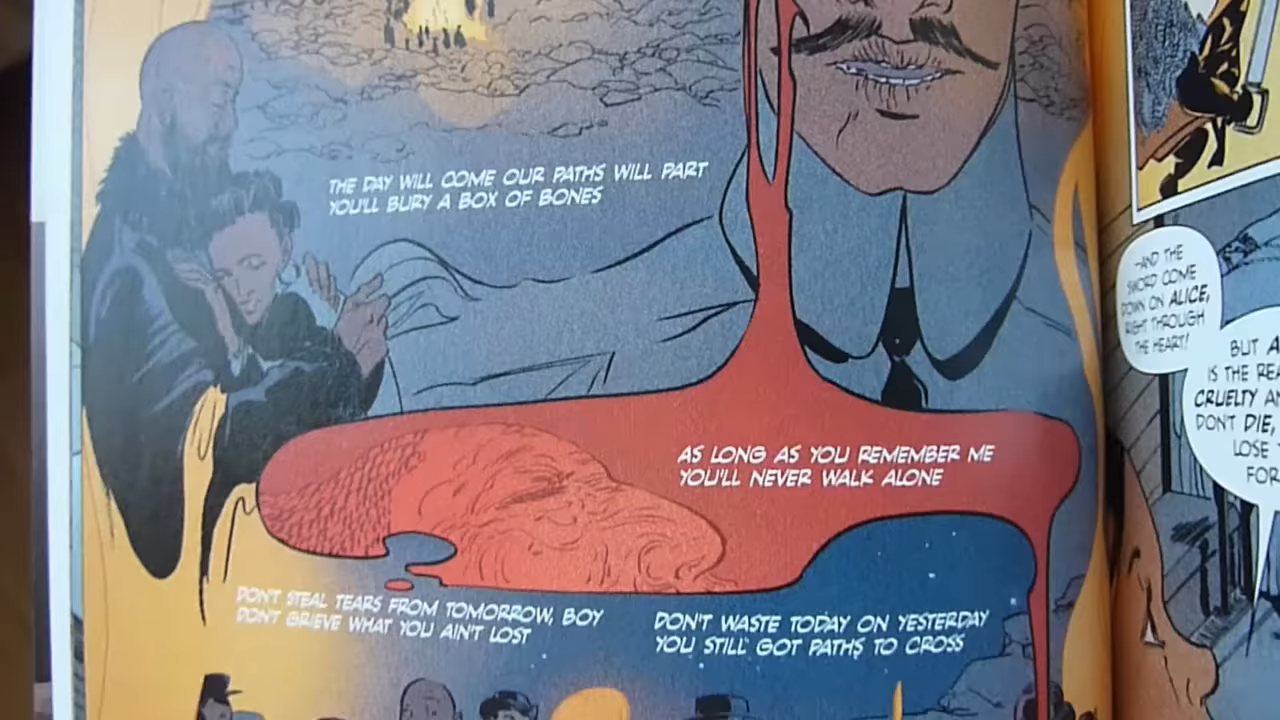 THE DAY WILL COME OUR PATHS WILL PART
YOU'LL BURY A BOX OF BONES
AS LONG AS YOU REMEMBER ME
YOU'LL NEVER WALK ALONE
DON'T STEAL TEARS FROM TOMORROW, BOY
DON'T GRIEVE WHAT YOU AIN'T LOST
DON'T WASTE TODAY ON YESTERDAY
YOU STILL GOT PATHS TO CROSS
-AND THE
SWORD COME
DOWN ON ALICE,
RIGHT THROUGH
THE HEART!
BUT A
IS THE REA
CRUELTY AN
DON'T DIE,
LOSE
FOR